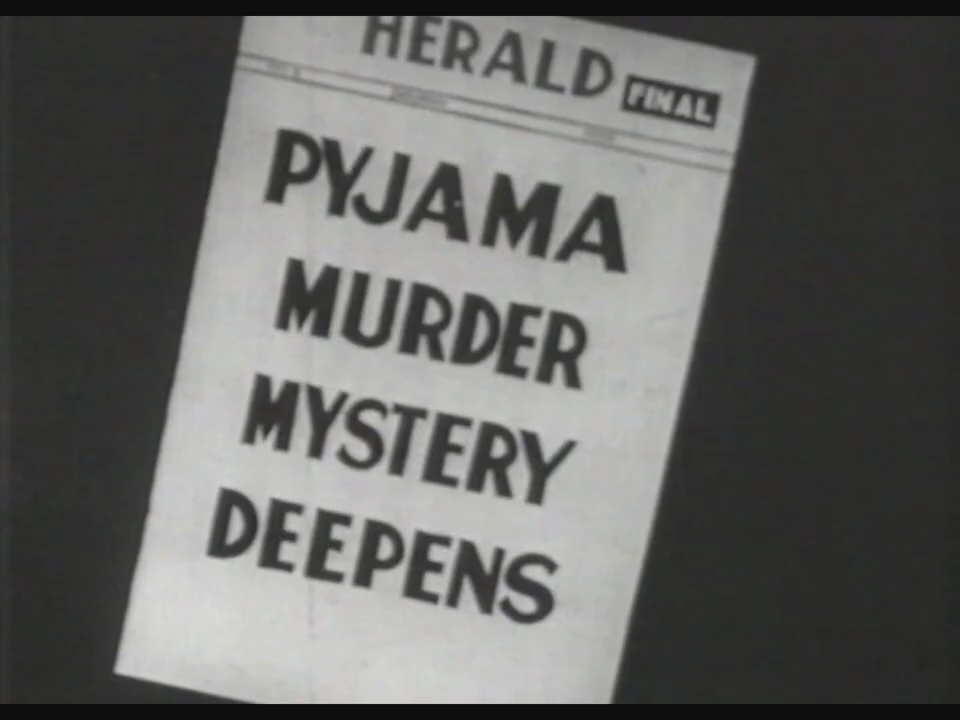 HERALD FINAL
PYJAMA
MURDER
MYSTERY
DEEPENS